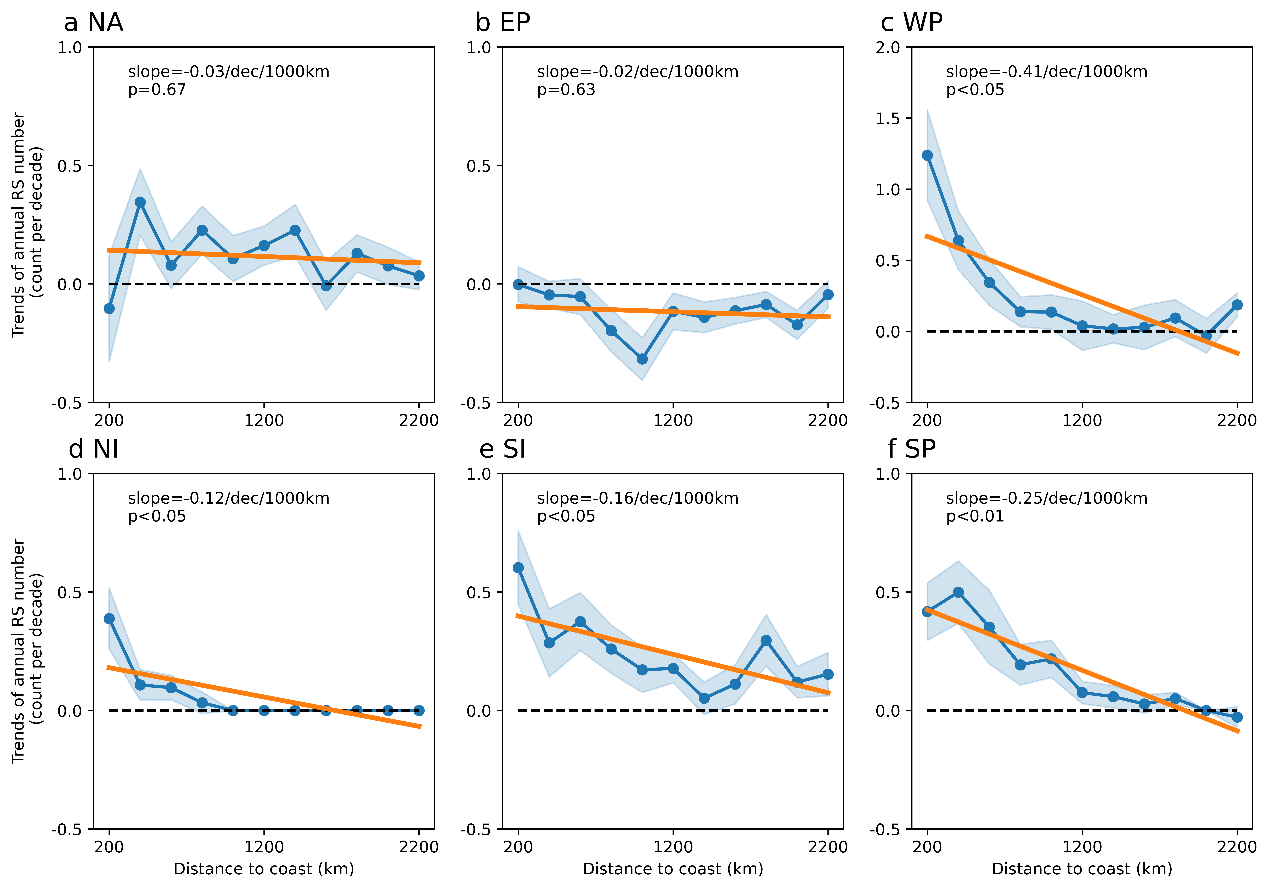 a NA
slope=-0.03/dec/1000km
p=0.67
1.0
0.5
0.0
-0.5
200
1200
2200
Trends of annual RS number
(count per decade)
b EP
slope=-0.02/dec/1000km
p=0.63
1.0
0.5
0.0
-0.5
200
1200
2200
c WP
slope=-0.41/dec/1000km
p<0.05
2.0
1.5
1.0
0.5
0.0
-0.5
200
1200
2200
d NI
slope=-0.12/dec/1000km
p<0.05
1.0
0.5
0.0
-0.5
200
1200
2200
Trends of annual RS number
(count per decade)
Distance to coast (km)
e SI
slope=-0.16/dec/1000km
p<0.05
1.0
0.5
0.0
-0.5
200
1200
2200
Distance to coast (km)
f SP
slope=-0.25/dec/1000km
p<0.01
1.0
0.5
0.0
-0.5
200
1200
2200
Distance to coast (km)